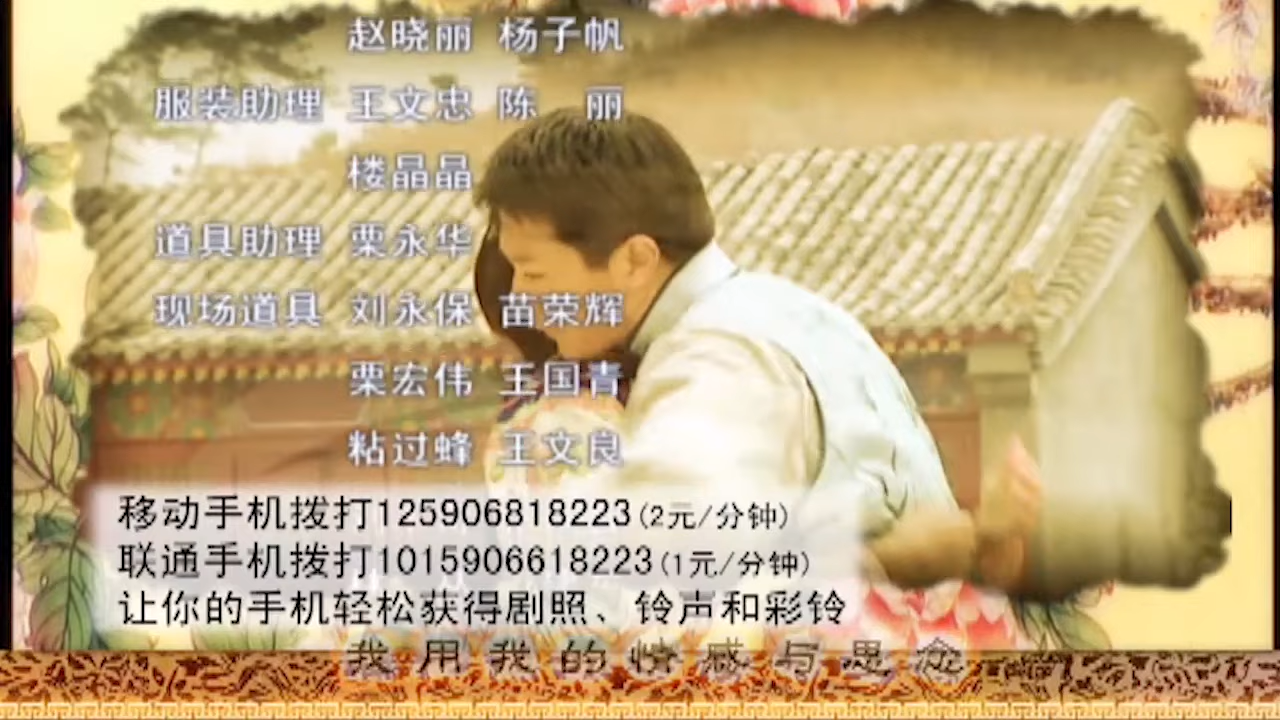 赵晓丽 杨子帆
服装助理 王文忠 陈 丽
楼晶晶
道具助理 栗永华
现场道具 刘永保 苗荣辉
栗宏伟 王国青
粘过蜂 王文良
移动手机拨打125906818223(2元/分钟)
联通手机拨打1015906618223(1元/分钟)
让你的手机轻松获得剧照、铃声和彩铃
我用我的情感与思念